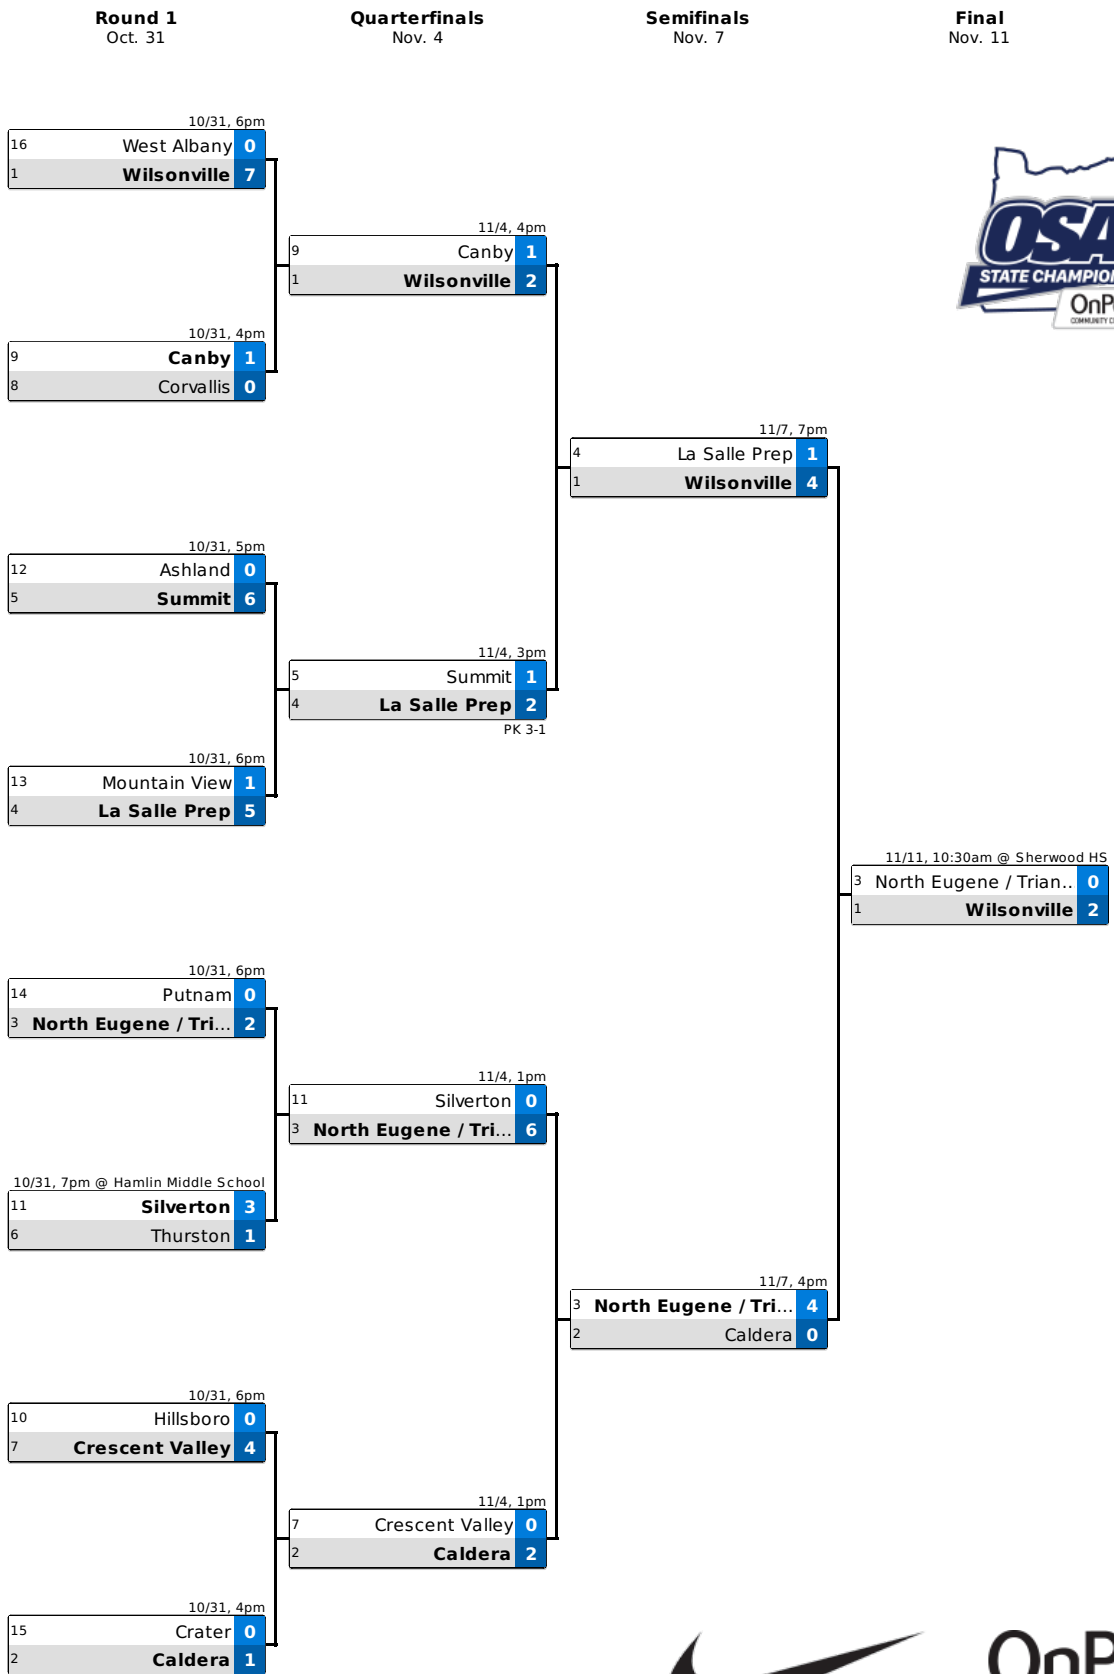 Round 1
Oct. 31
Quarterfinals
Nov. 4
Semifinals
Nov. 7
Final
Nov. 11
10/31, 6pm
16 West Albany 0
1 Wilsonville 7
10/31, 4pm
9 Canby 1
8 Corvallis 0
10/31, 5pm
12 Ashland 0
5 Summit 6
10/31, 6pm
13 Mountain View 1
4 La Salle Prep 5
10/31, 6pm
14 Putnam 0
3 North Eugene / Tri... 2
10/31, 7pm @ Hamlin Middle School
11 Silverton 3
6 Thurston 1
10/31, 6pm
10 Hillsboro 0
7 Crescent Valley 4
10/31, 4pm
15 Crater 0
2 Caldera 1
11/4, 4pm
9 Canby 1
1 Wilsonville 2
11/4, 3pm
5 Summit 1
4 La Salle Prep 2
PK 3-1
11/4, 1pm
11 Silverton 0
3 North Eugene / Tri... 6
11/4, 1pm
7 Crescent Valley 0
2 Caldera 2
11/7, 7pm
4 La Salle Prep 1
1 Wilsonville 4
11/7, 4pm
3 North Eugene / Tri... 4
2 Caldera 0
11/11, 10:30am @ Sherwood HS
3 North Eugene / Trian.. 0
1 Wilsonville 2
OSA
STATE CHAMPIO
OnP
COMMUNITY C
OnP